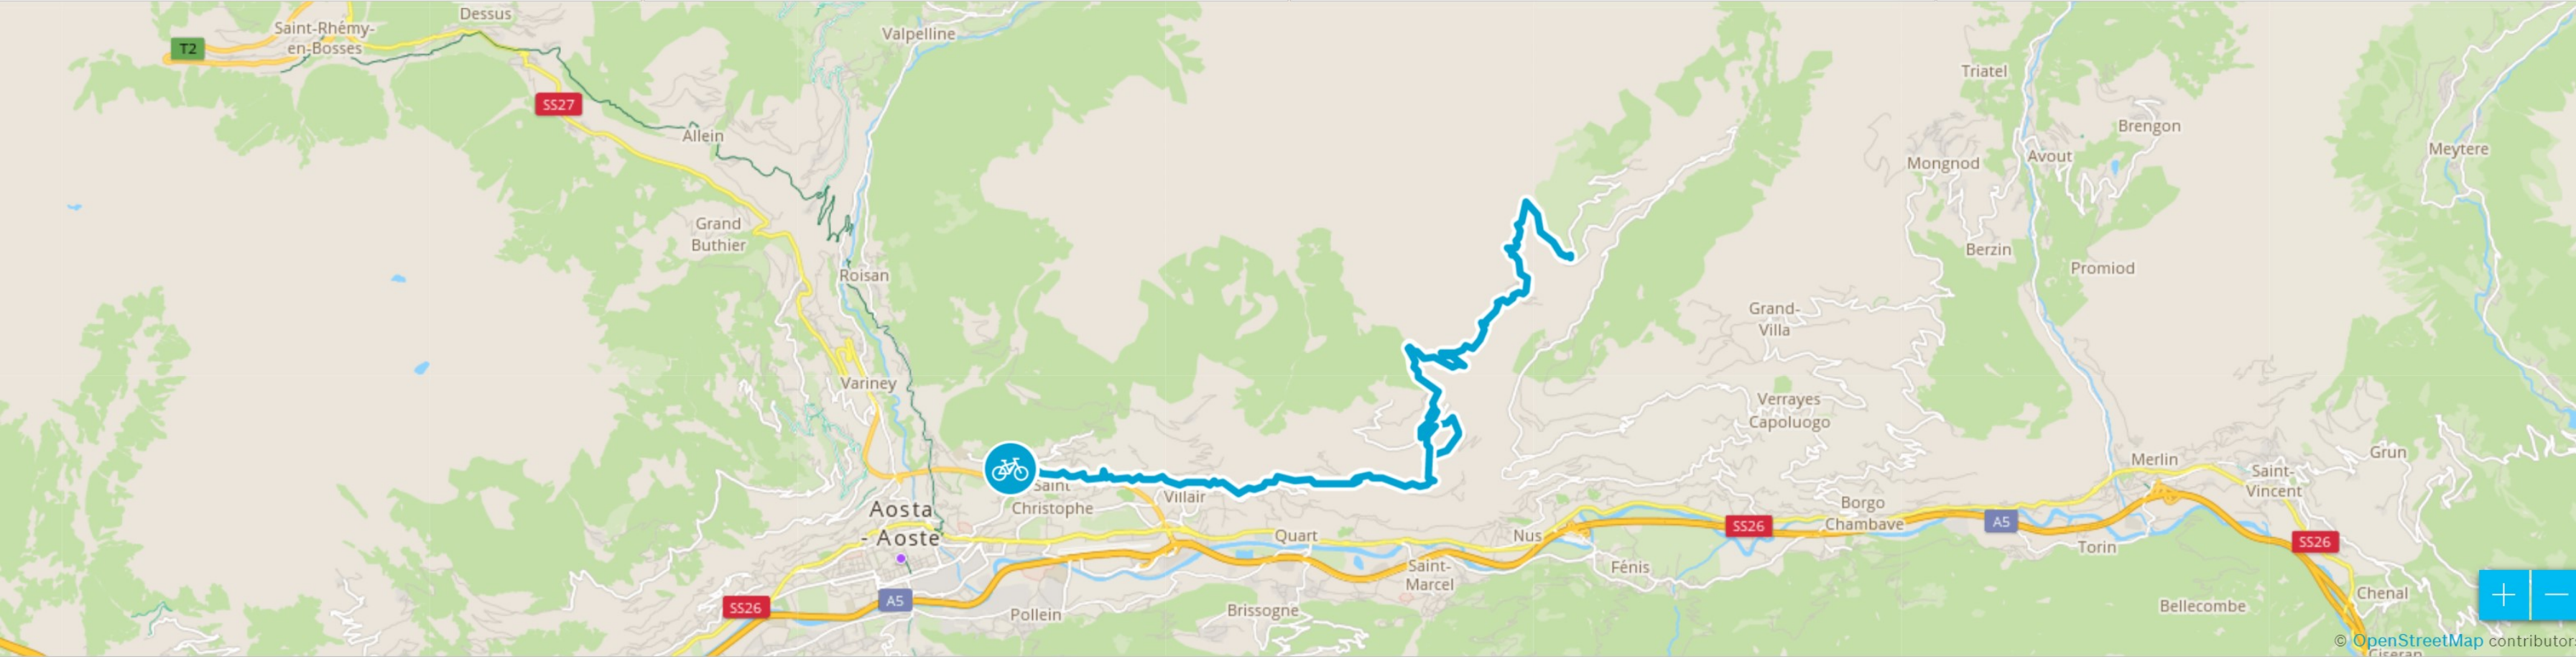 Dessus
Saint-Rhémy-
en-Bosses
T2
Valpelline
SS27
Allein
Triatel
Brengon
Mongnod
Avout
Meytere
Grand
Buthier
Roisan
Berzin
Promiod
Grand-
Villa
Variney
Verrayes
Capoluogo
Saint
Christophe
Villair
Merlin
Saint-
Vincent
Grun
Aosta
- Aoste
Quart
Nus
SS26
Borgo
Chambave
A5
Torin
SS26
Saint-
Marcel
Fénis
SS26
A5
Pollein
Brissogne
Bellecombe
Chenal
© OpenStreetMap contributor